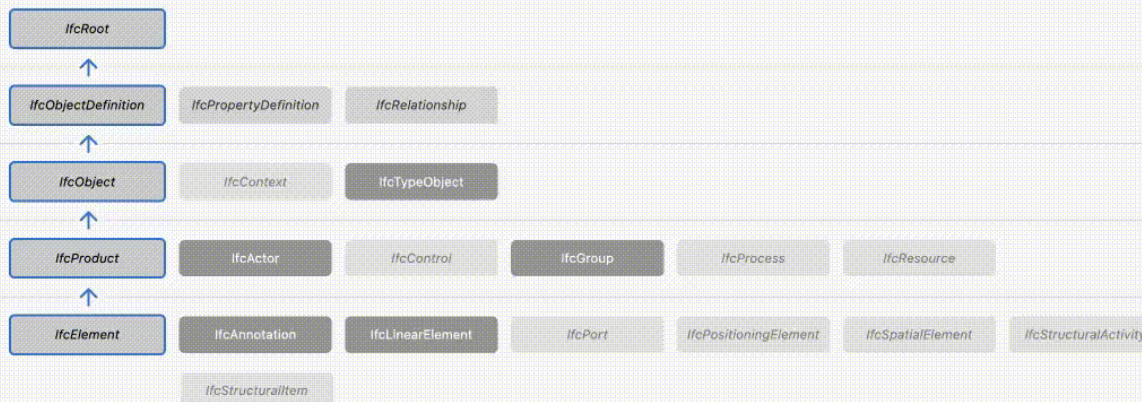 IfcRoot
IfcObjectDefinition IfcPropertyDefinition IfcRelationship
IfcObject IfcContext IfcTypeObject
IfcProduct IfcActor IfcControl IfcGroup IfcProcess IfcResource
IfcElement IfcAnnotation IfcLinearElement IfcPort IfcPositioningElement IfcSpatialElement IfcStructuralActivity
IfcStructuralItem